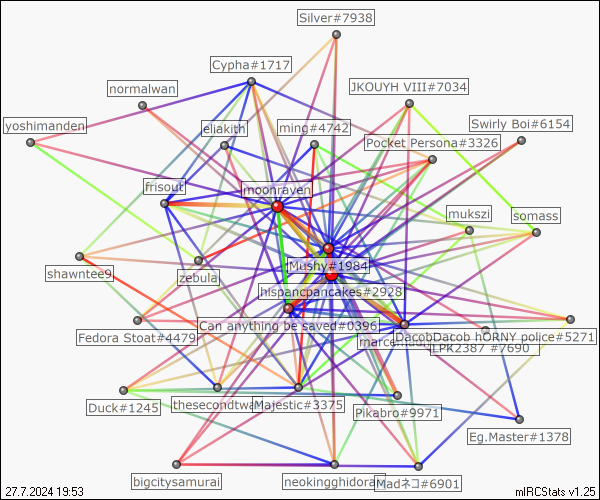 Silver#7938
Cypha#1717
normalwan
JKOUYH VIII#7034
yoshimanden
eliakith
ming#4742
Swirly Boi#6154
Pocket Persona#3326
frisout
moonraven
mukszi
somass
shawntee9
zebula
Mushy#1984
hispancpancakes#2928
Fedora Stoat#4479
Can anything be saved#0396
DacobDacob hORNY police#5271
LPK2387 #7690
Duck#1245
Majestic#3375
Pikabro#9971
Eg.Master#1378
bigcitysamurai
neokingghidora
Madネコ#6901
27.7.2024 19:53
mIRCStats v1.25